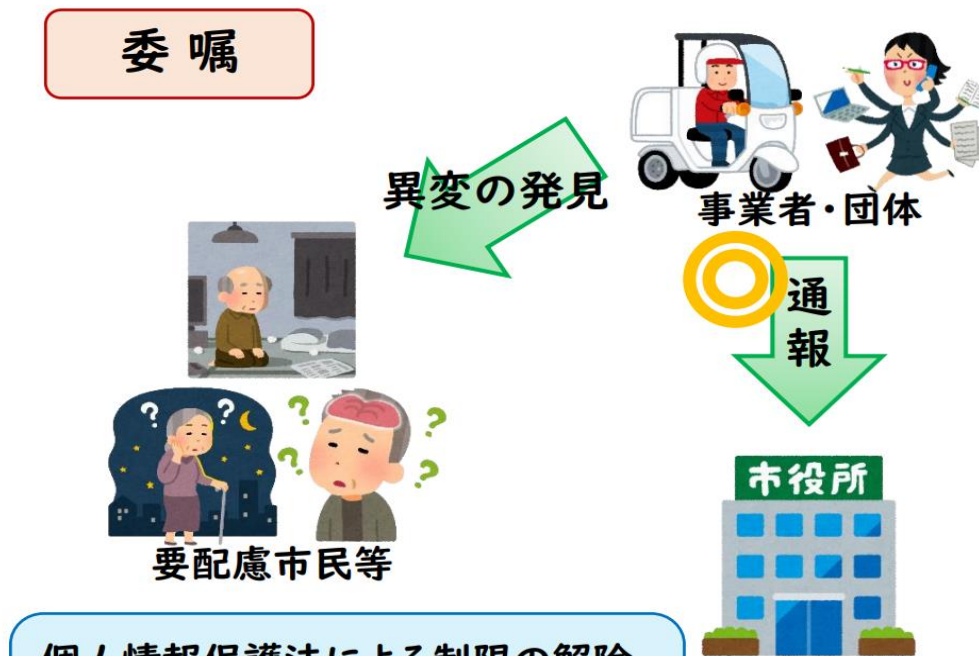 委嘱
異変の発見
事業者・団体
通報
要配慮市民等
市役所
個人情報保護法による制限の解除